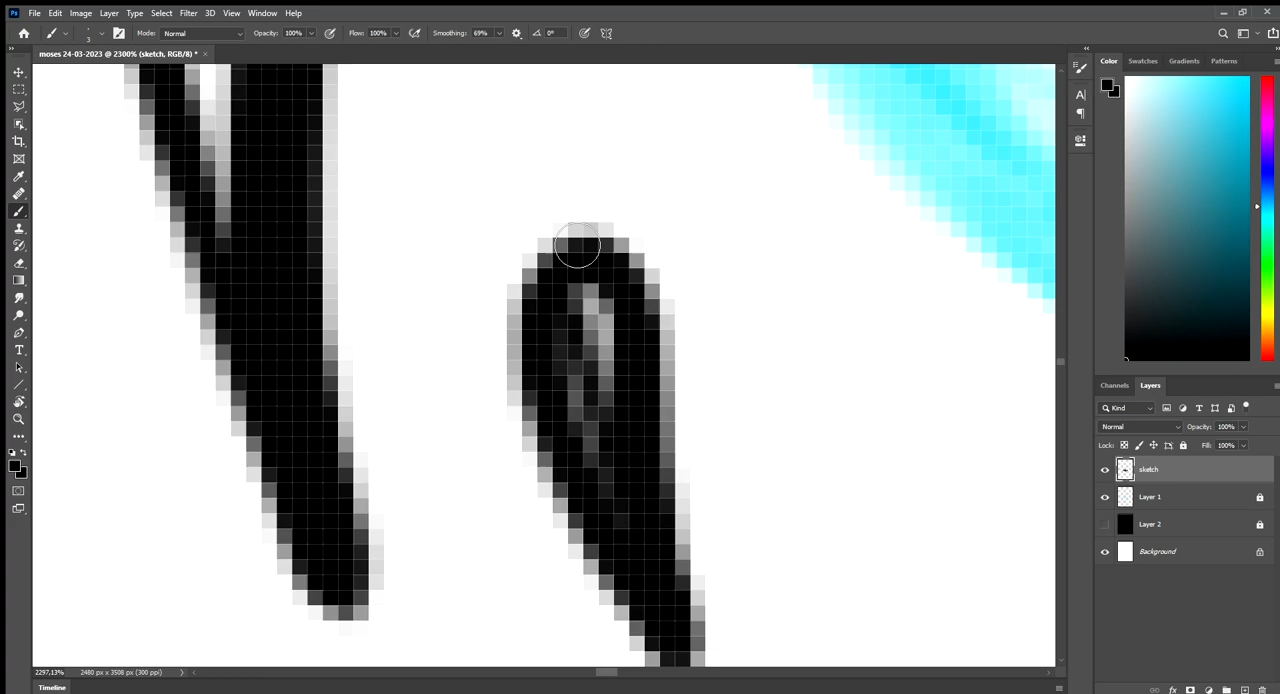 Ps File Edit Image Layer Type Select Filter 3D View Window Help
3 Mode: Normal Opacity: 100% Flow: 100% Smoothing: 69% 0°
moses 24-03-2023 @ 2300% (sketch, RGB/8) * ×
Color Swatches Gradients Patterns
Channels Layers
Kind
Normal Opacity: 100%
Lock: Fill: 100%
sketch
Layer 1
Layer 2
Background
2297.13% 2480 px x 3508 px (300 ppi)
Timeline